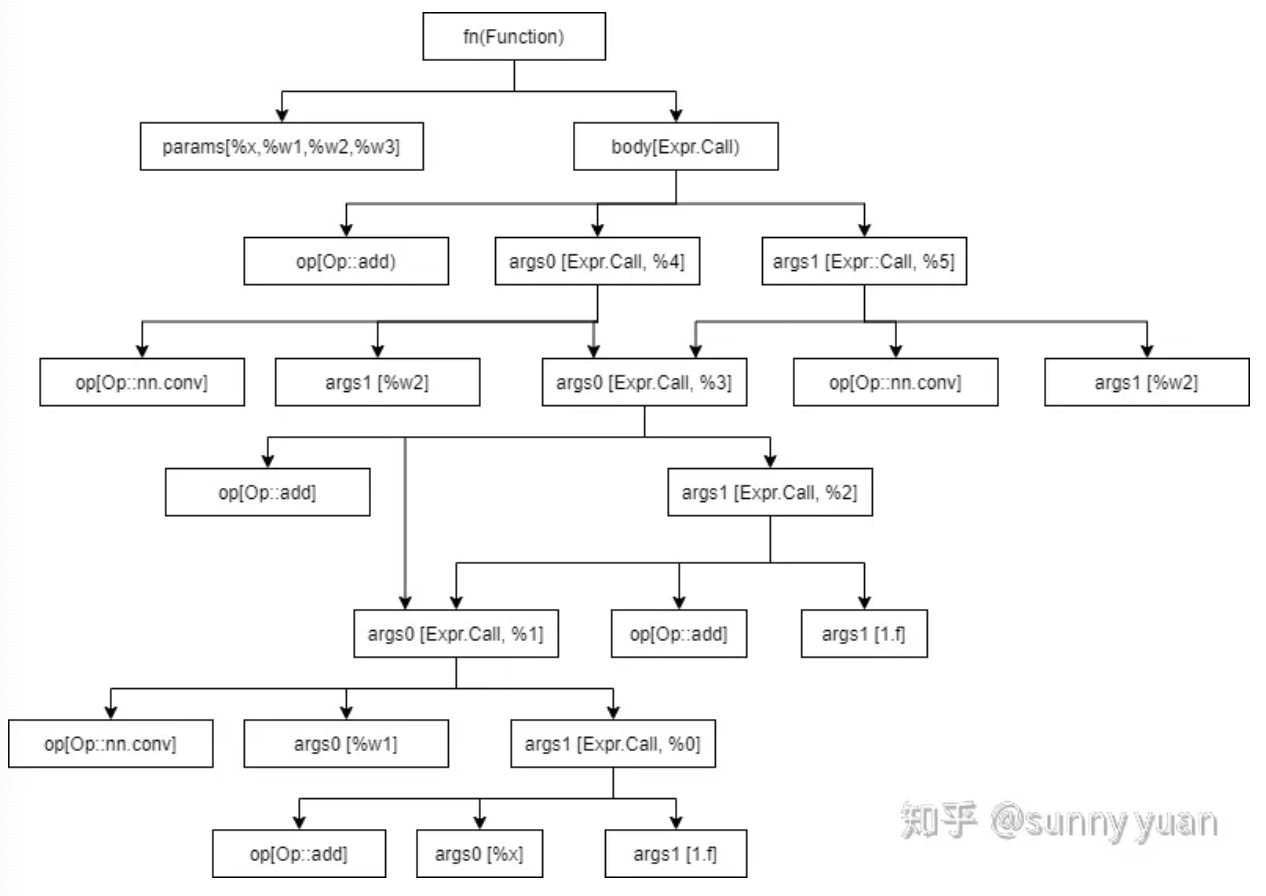 fn(Function)
params[%x,%w1,%w2,%w3]
body[Expr.Call)
op[Op::add)
args0 [Expr.Call, %4]
args1 [Expr::Call, %5]
op[Op::nn.conv]
args1 [%w2]
args0 [Expr.Call, %3]
op[Op::nn.conv]
args1 [%w2]
op[Op::add]
args1 [Expr.Call, %2]
args0 [Expr.Call, %1]
op[Op::add]
args1 [1.f]
op[Op::nn.conv]
args0 [%w1]
args1 [Expr.Call, %0]
op[Op::add]
args0 [%x]
args1 [1.f]
知乎 @sunny yuan